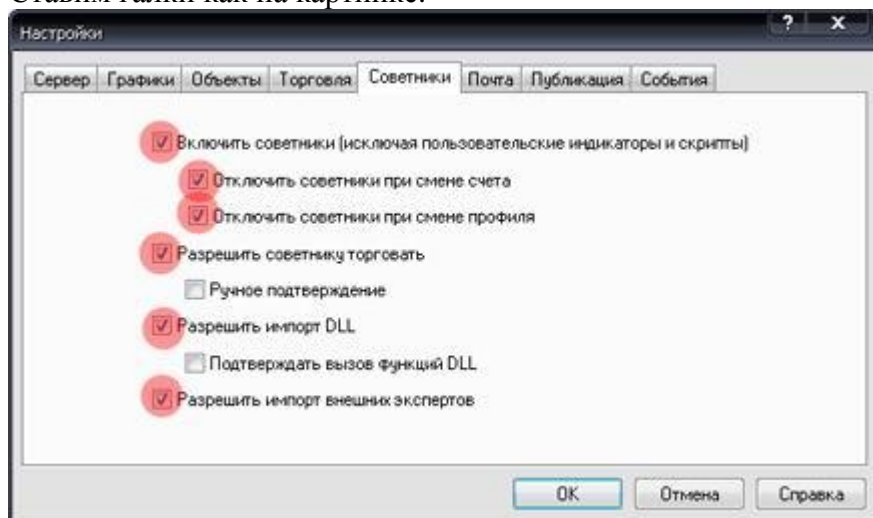 Ставим галки как на картинке.
Настройки
Сервер Графики Объекты Торговля Советники Почта Публикация События
Включить советники (исключая пользовательские индикаторы и скрипты)
Отключить советники при смене счета
Отключить советники при смене профиля
Разрешить советнику торговать
Ручное подтверждение
Разрешить импорт DLL
Подтверждать вызов функций DLL
Разрешить импорт внешних экспертов
OK Отмена Справка